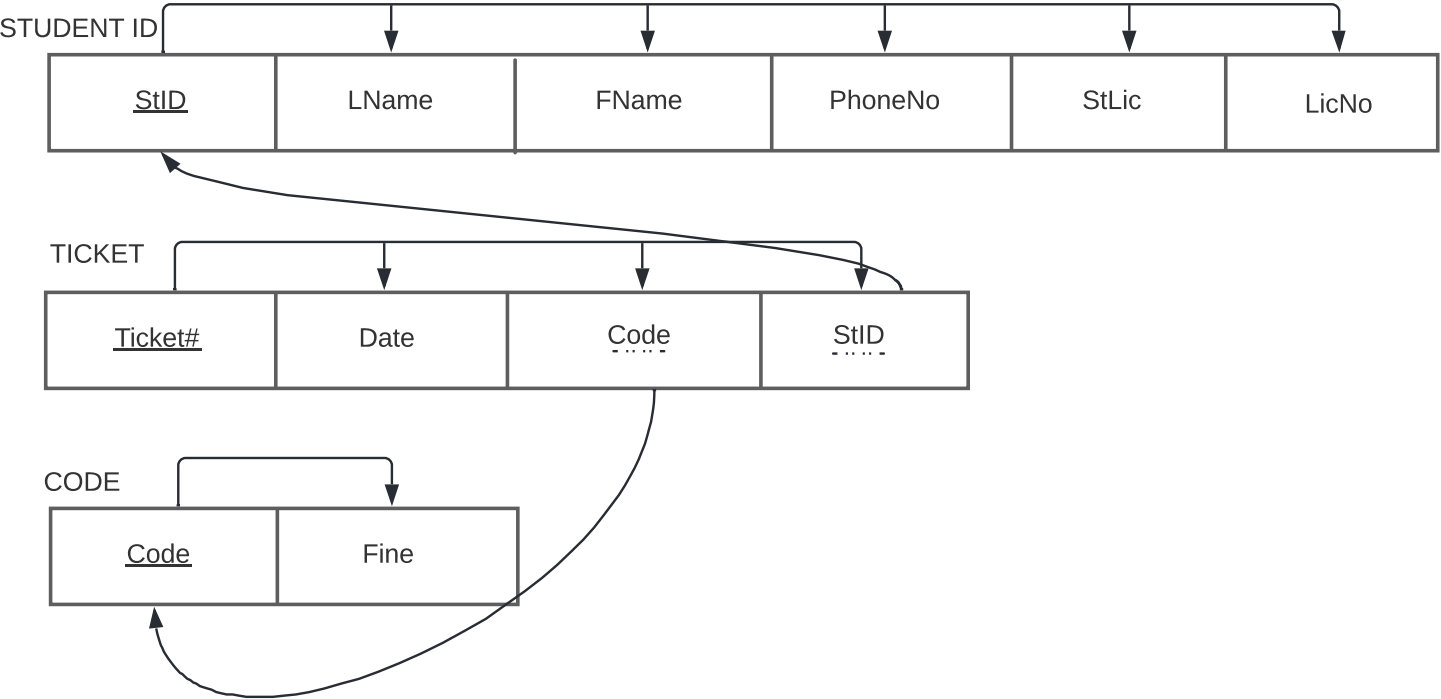 STUDENT ID
StID LName FName PhoneNo StLic LicNo
TICKET
Ticket# Date Code StID
CODE
Code Fine